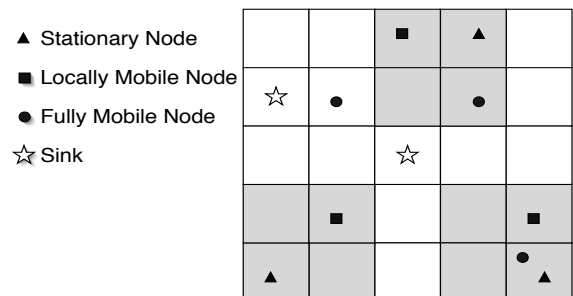 Stationary Node
Locally Mobile Node
Fully Mobile Node
Sink